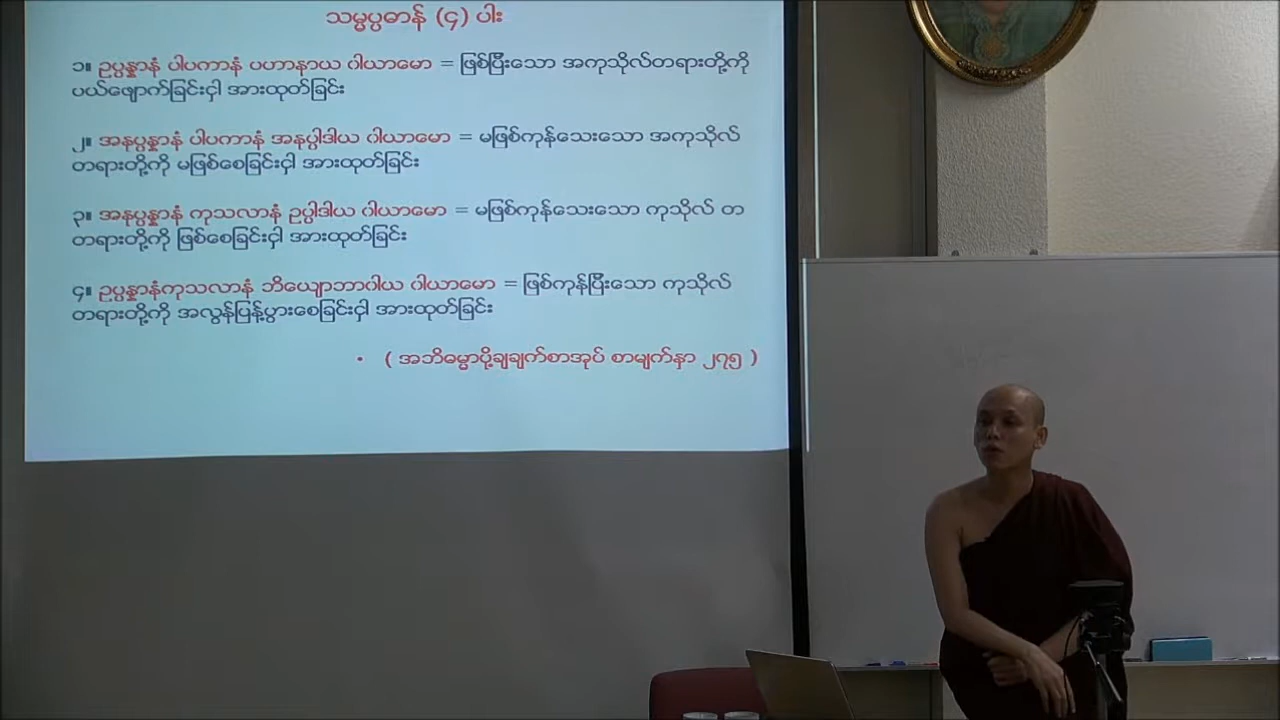 သမ္မပ္ပဓာန် (၄) ပါး
၁။ ဥပ္ပန္နာနံ ပါပကာနံ ပဟာနာယ ဝါယာမော = ဖြစ်ပြီးသော အကုသိုလ်တရားတို့ကို
ပယ်ဖျောက်ခြင်းငှါ အားထုတ်ခြင်း
၂။ အနုပ္ပန္နာနံ ပါပကာနံ အနုပ္ပါဒါယ ဝါယာမော = မဖြစ်ကုန်သေးသော အကုသိုလ်
တရားတို့ကို မဖြစ်စေခြင်းငှါ အားထုတ်ခြင်း
၃။ အနုပ္ပန္နာနံ ကုသလာနံ ဥပ္ပါဒါယ ဝါယာမော = မဖြစ်ကုန်သေးသော ကုသိုလ် တ
တရားတို့ကို ဖြစ်စေခြင်းငှါ အားထုတ်ခြင်း
၄။ ဥပ္ပန္နာနံကုသလာနံ ဘိယျောဘာဝါယ ဝါယာမော = ဖြစ်ကုန်ပြီးသော ကုသိုလ်
တရားတို့ကို အလွန်ပြန့်ပွားစေခြင်းငှါ အားထုတ်ခြင်း
• ( အဘိဓမ္မာပို့ချချက်စာအုပ် စာမျက်နှာ ၂၇၅ )